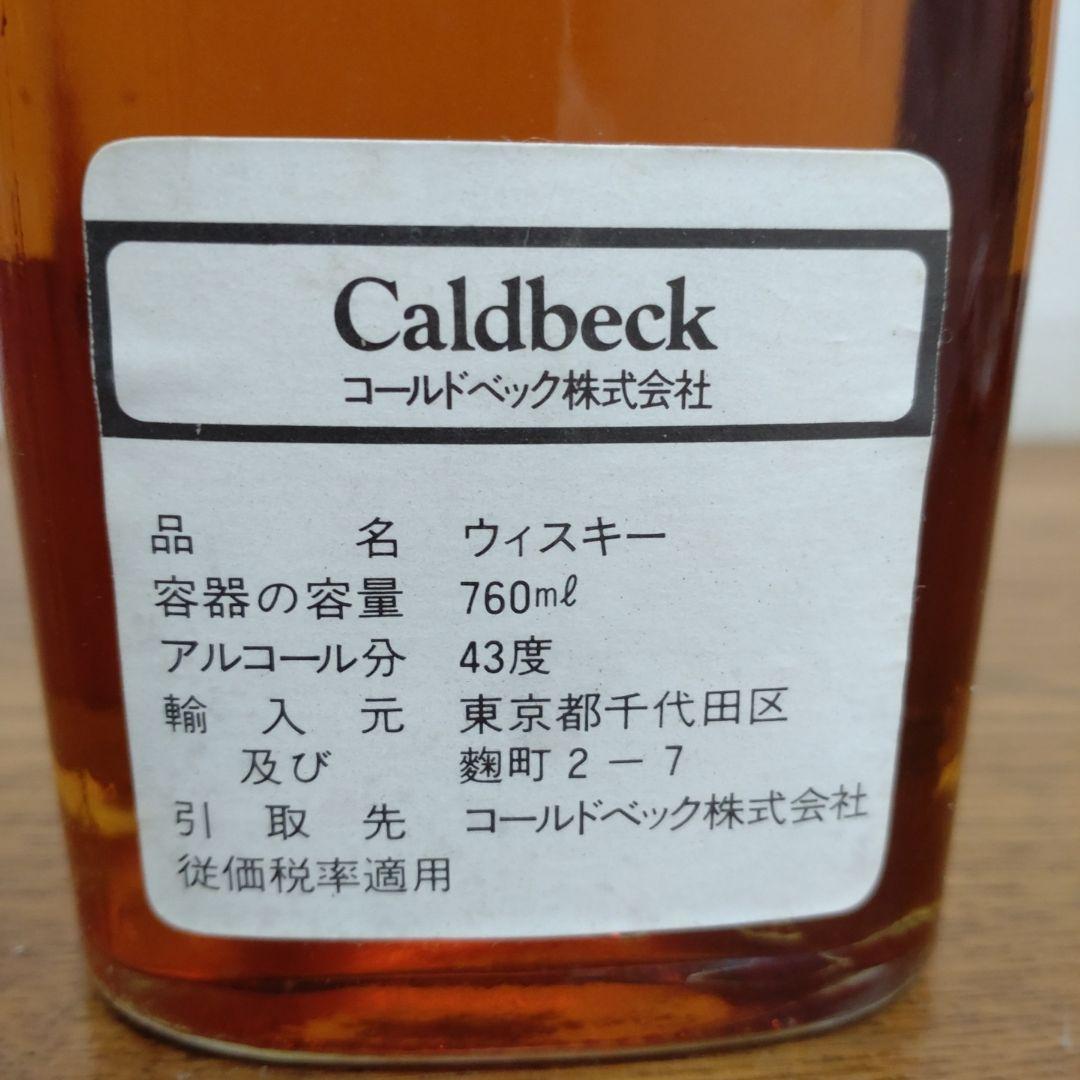 Caldbeck
コールドベック株式会社
品名 ウィスキー
容器の容量 760ml
アルコール分 43度
輸入元 東京都千代田区
及び 麴町2-7
引取先 コールドベック株式会社
従価税率適用